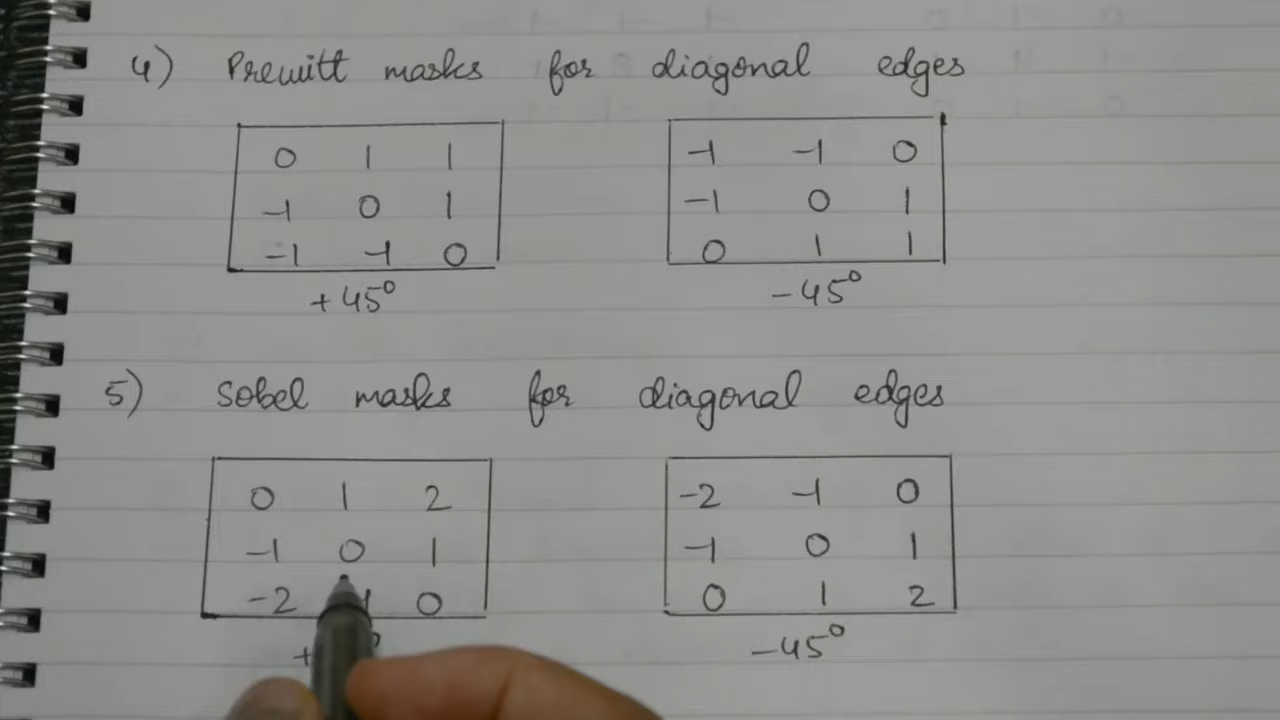 4) Prewitt masks for diagonal edges
0 1 1 -1 -1 0
-1 0 1 -1 0 1
-1 -1 0 0 1 1
+45° -45°
5) Sobel masks for diagonal edges
0 1 2 -2 -1 0
-1 0 1 -1 0 1
-2 0 0 1 2
-45°